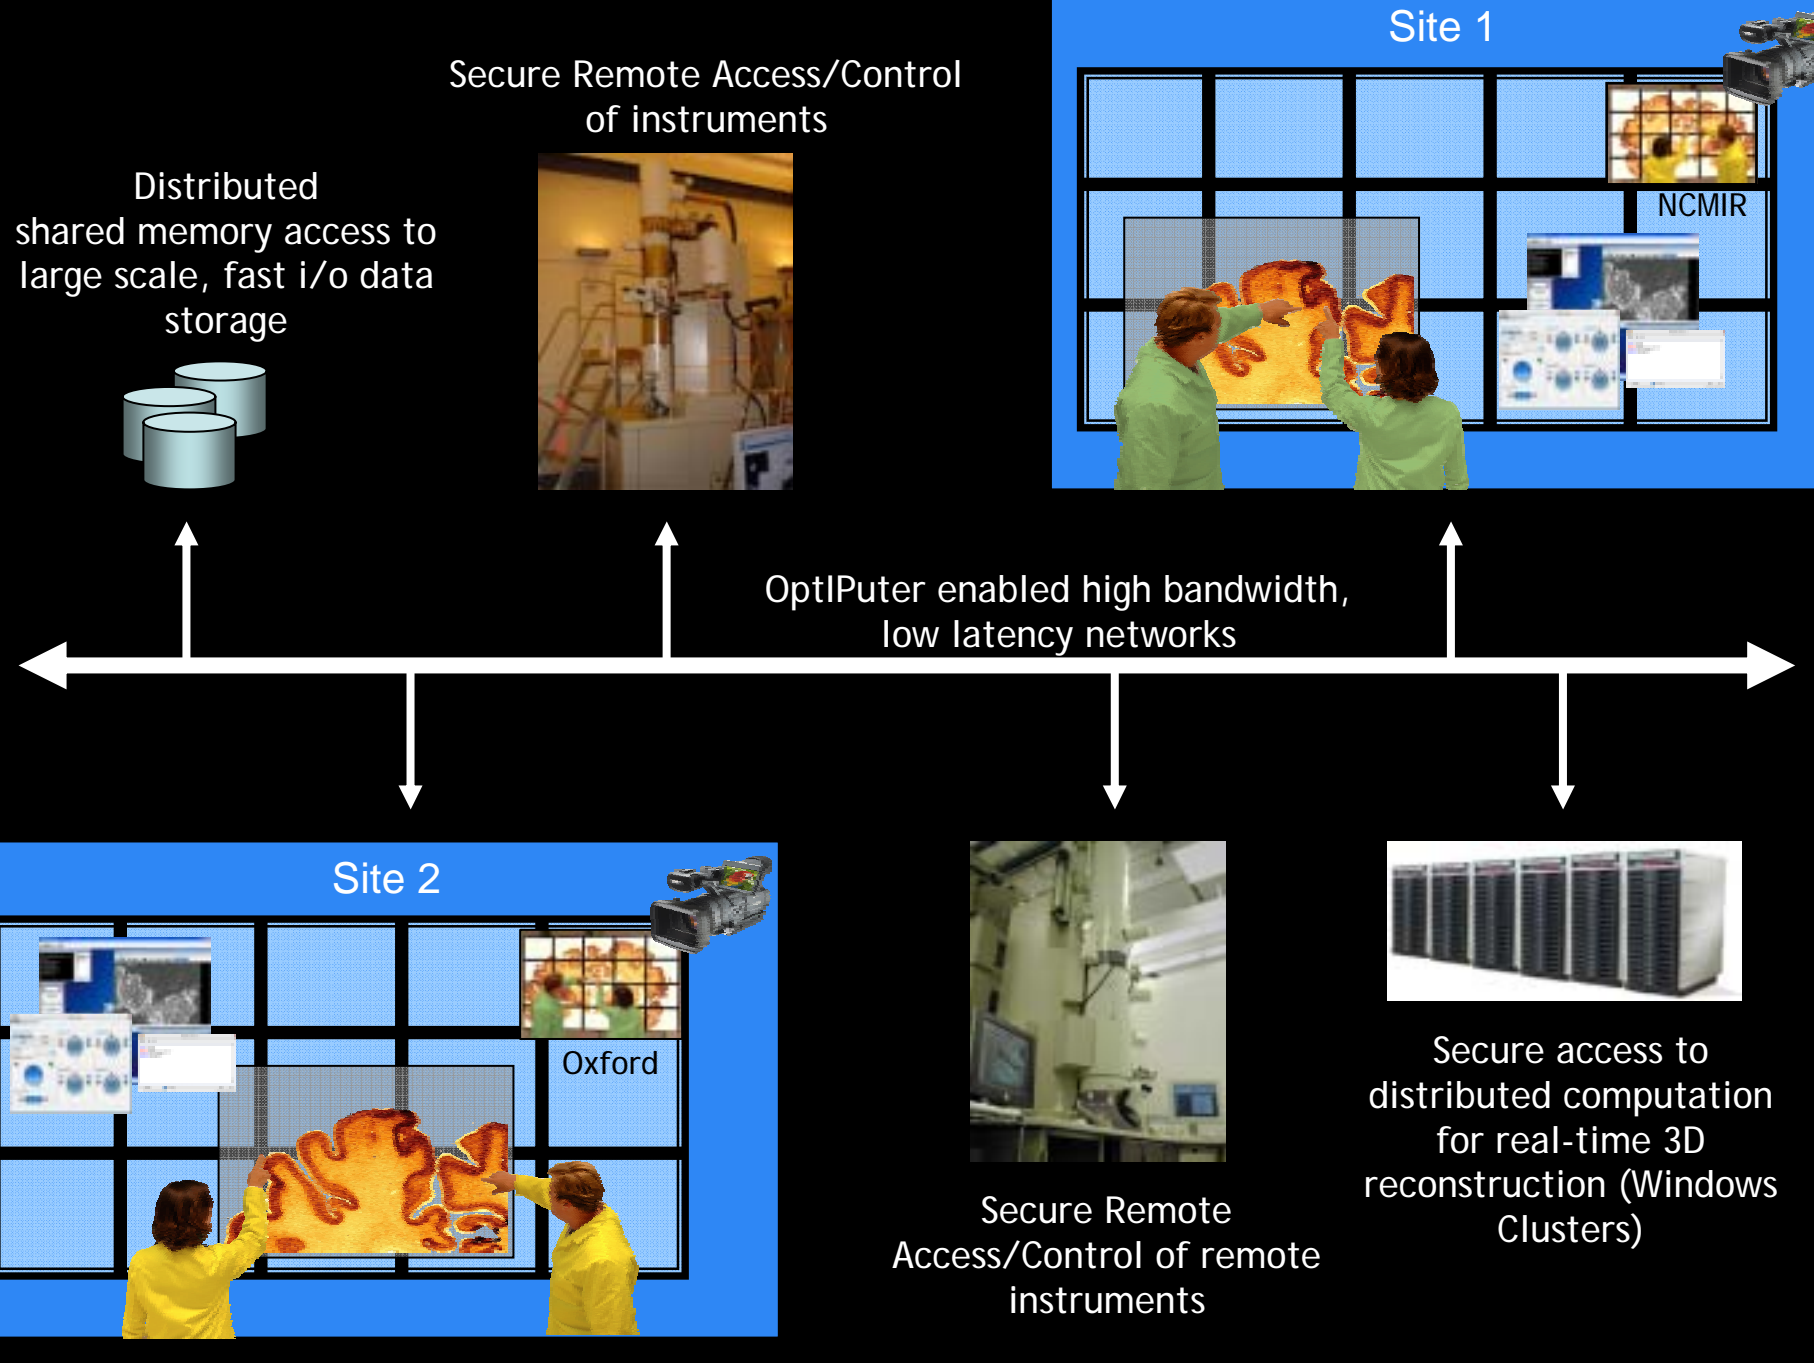 Site 1
Secure Remote Access/Control
of instruments
Distributed
shared memory access to
large scale, fast i/o data
storage
NCMIR
OptIPuter enabled high bandwidth,
low latency networks
Site 2
Oxford
Secure Remote
Access/Control of remote
instruments
Secure access to
distributed computation
for real-time 3D
reconstruction (Windows
Clusters)